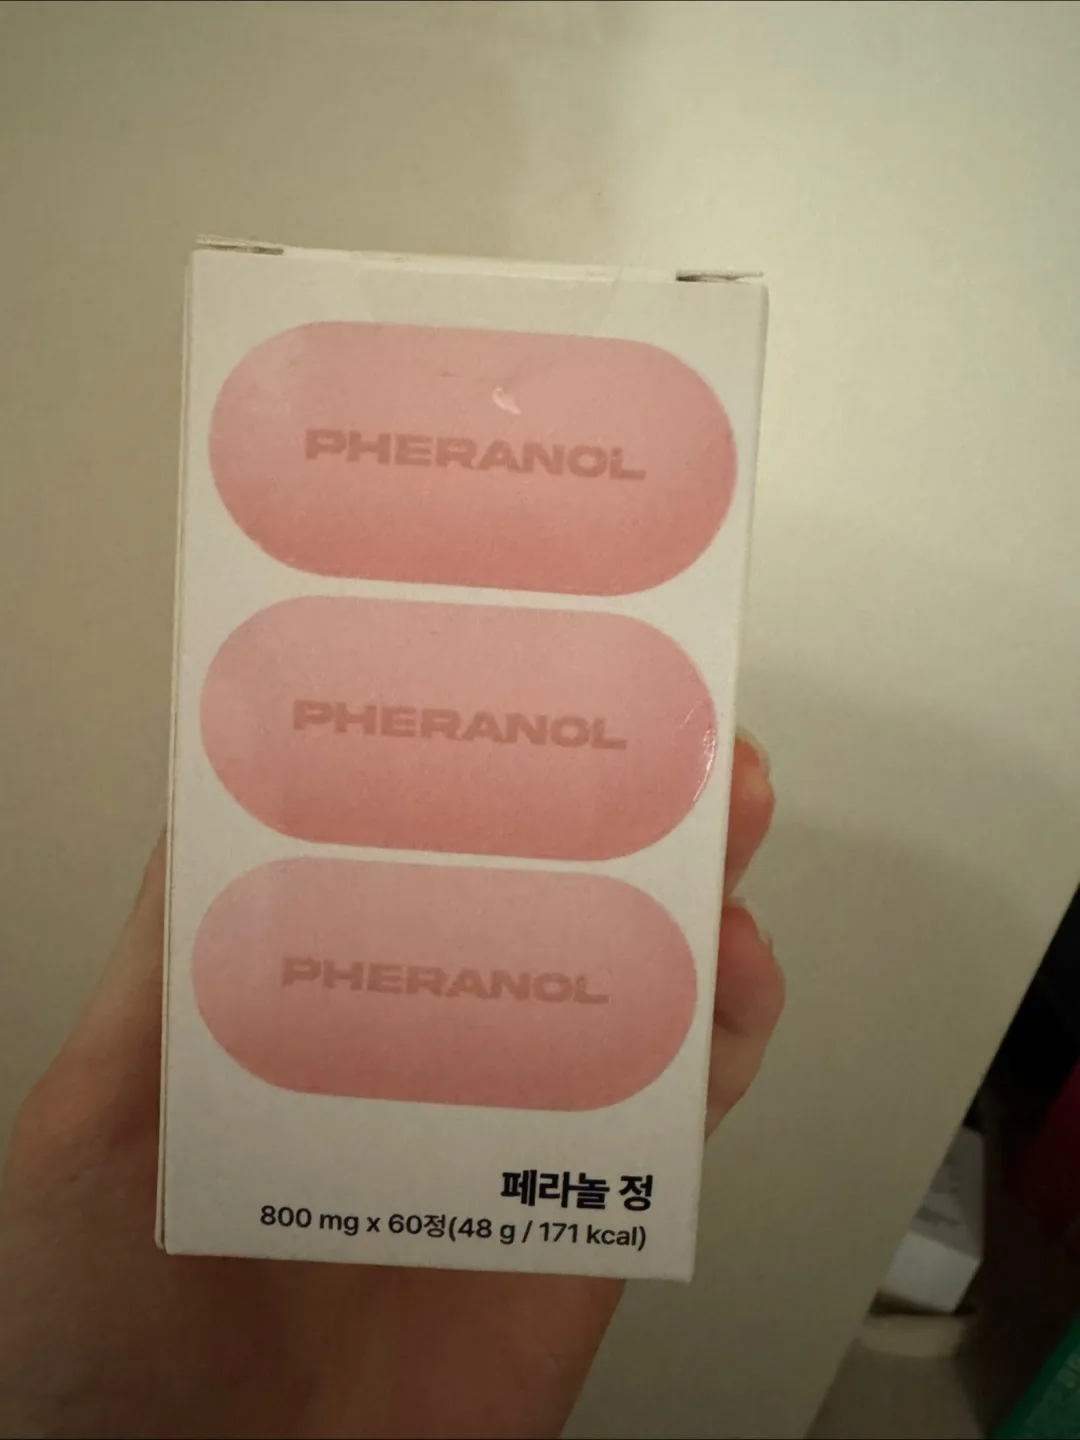 PHERANOL
PHERANOL
PHERANOL
페라놀 정
800 mg x 60정(48 g / 171 kcal)